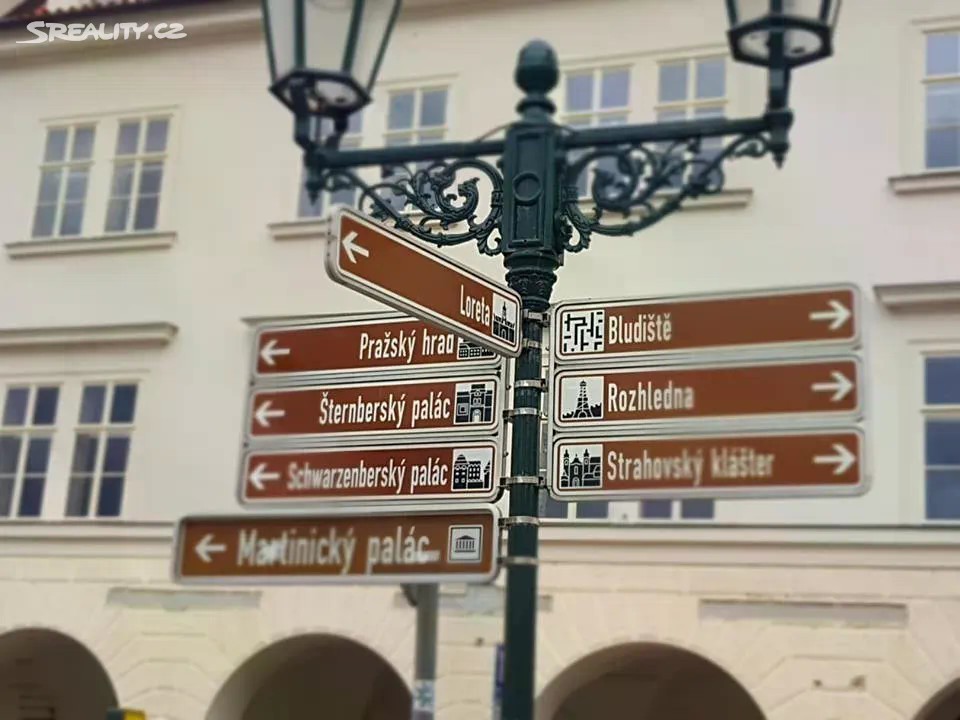 SREALITY.CZ
Loreta
Pražský hrad
Šternberský palác
Schwarzenberský palác
Martinický palác
Bludiště
Rozhledna
Strahovský klášter